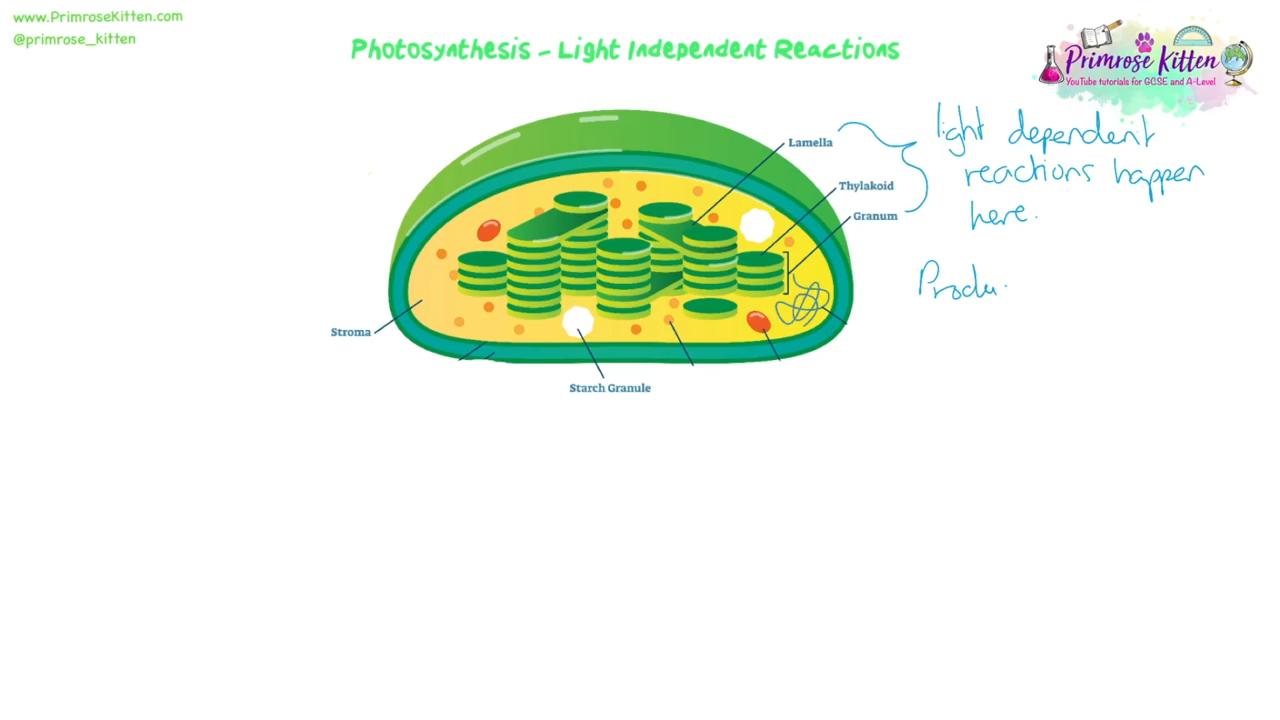 www.PrimroseKitten.com
@primrose_kitten
Photosynthesis – Light Independent Reactions
Primrose Kitten
YouTube tutorials for GCSE and A-Level
Lamella
Thylakoid
Granum
light dependent
reactions happen
here.
Produ
Stroma
Starch Granule